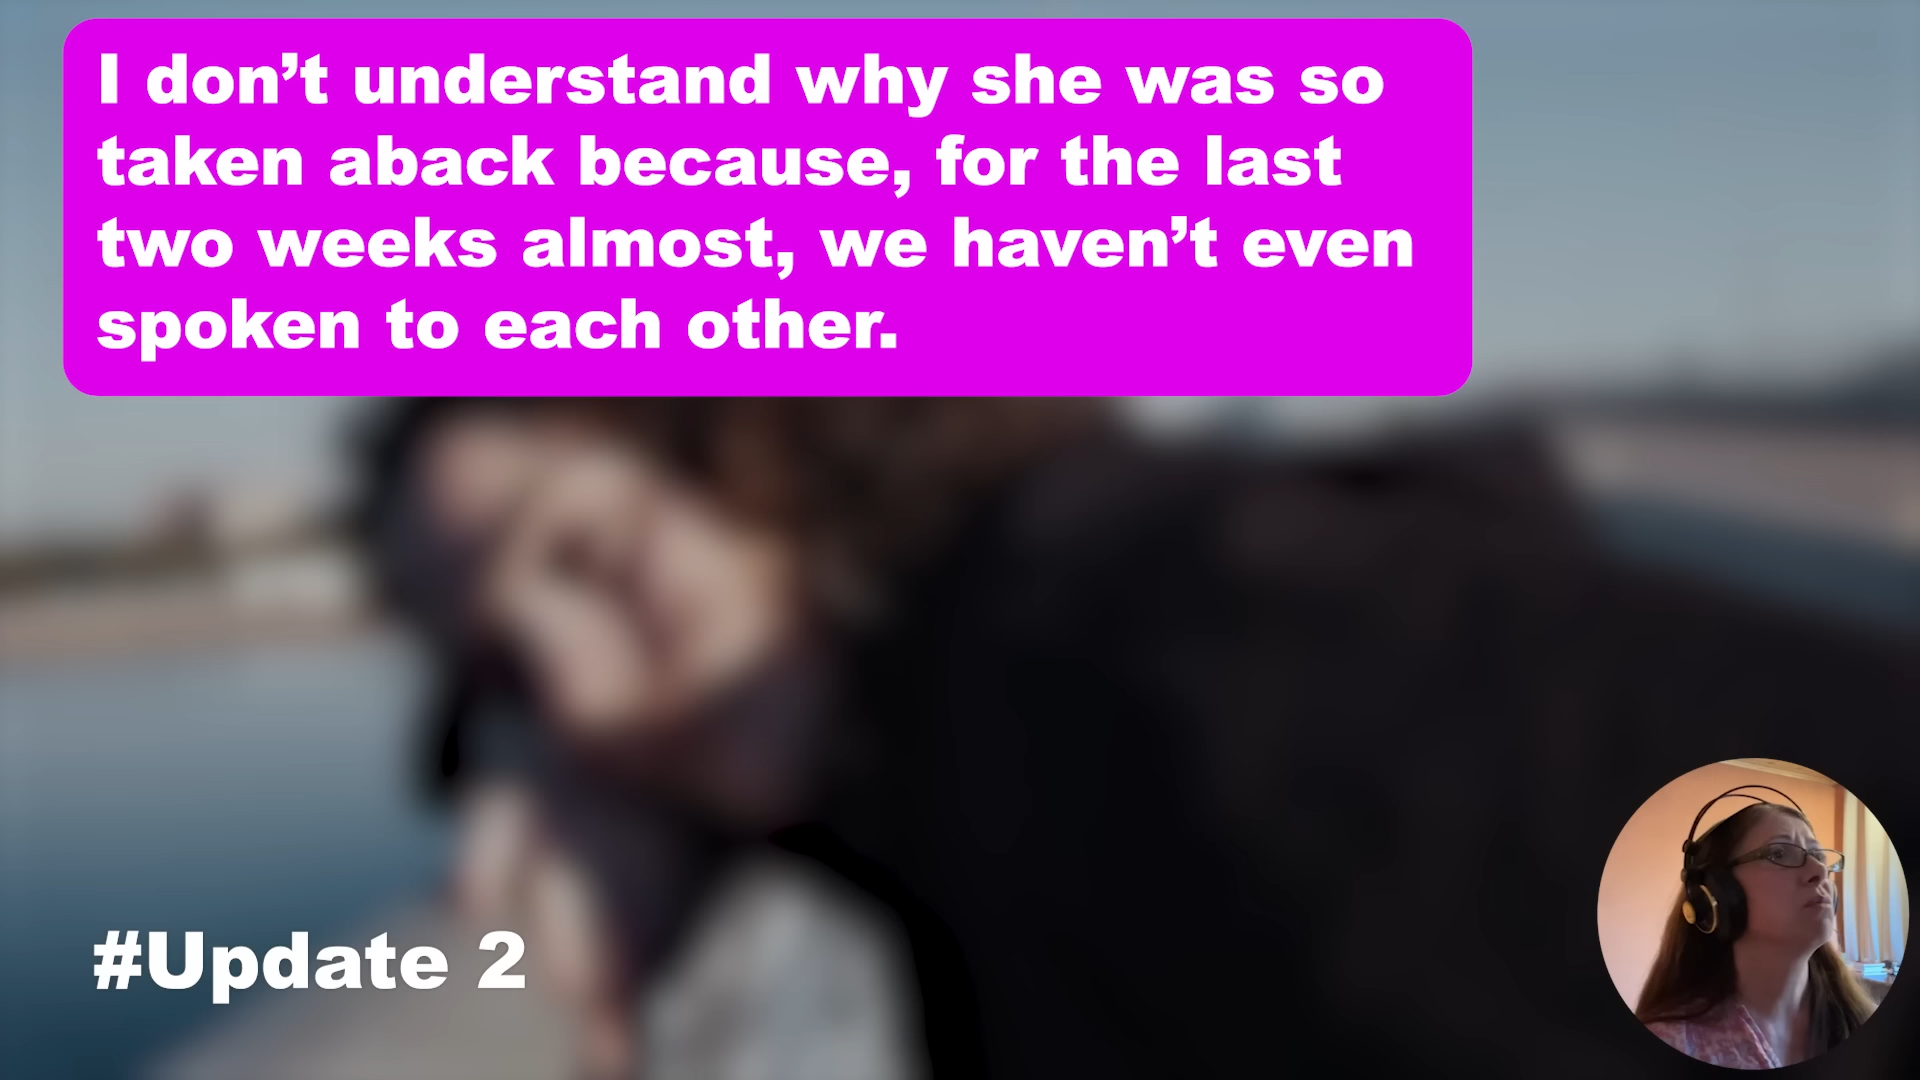 I don’t understand why she was so
taken aback because, for the last
two weeks almost, we haven’t even
spoken to each other.
#Update 2